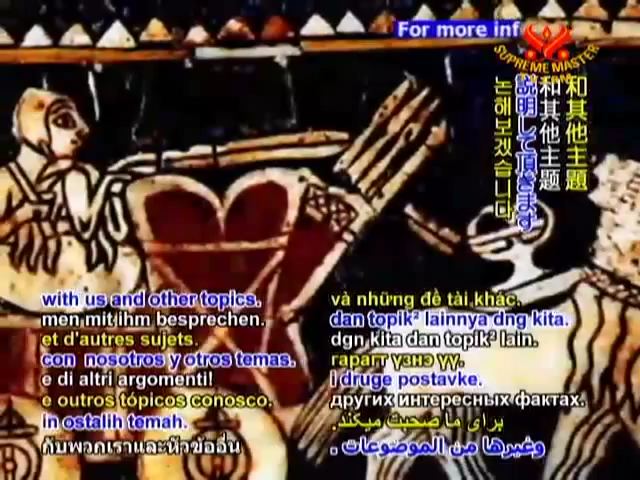 For more inf
SUPREME MASTER
和其他主題
和其他主题
説明して頂きます
논해보겠습니다
with us and other topics.
men mit ihm besprechen.
et d'autres sujets.
con nosotros y otros temas.
e di altri argomenti!
e outros tópicos conosco.
in ostalih temah.
กับพวกเราและหัวข้ออื่น
và những đề tài khác.
dan topik² lainnya dng kita.
dgn kita dan topik² lain.
гарагт үзнэ үү.
i druge postavke.
других интересных фактах.
برای ما صحبت میکند.
وغيرها من الموضوعات .